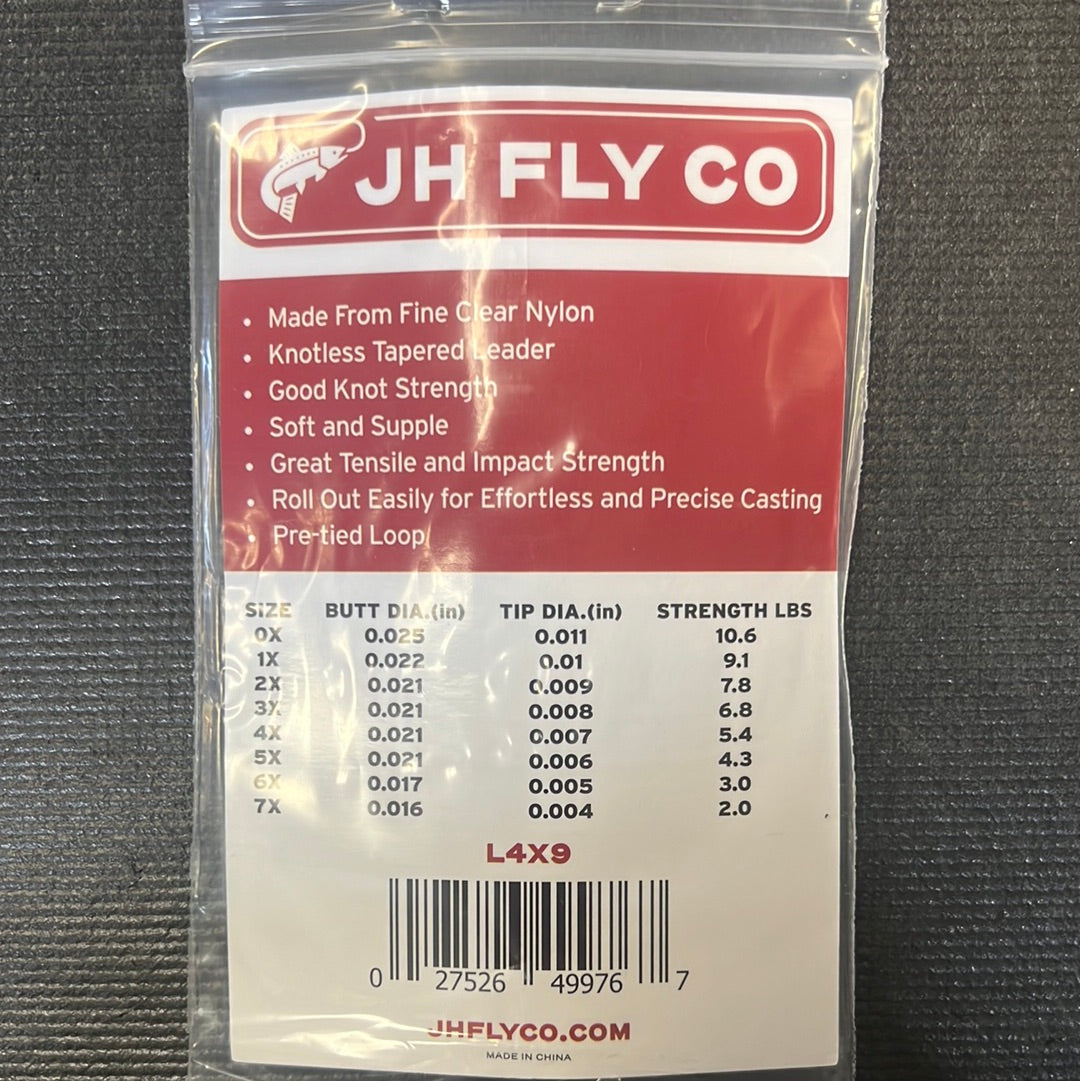 JH FLY CO
• Made From Fine Clear Nylon
• Knotless Tapered Leader
• Good Knot Strength
• Soft and Supple
• Great Tensile and Impact Strength
• Roll Out Easily for Effortless and Precise Casting
• Pre-tied Loop
SIZE BUTT DIA.(in) TIP DIA.(in) STRENGTH LBS
0X 0.025 0.011 10.6
1X 0.022 0.01 9.1
2X 0.021 0.009 7.8
3X 0.021 0.008 6.8
4X 0.021 0.007 5.4
5X 0.021 0.006 4.3
6X 0.017 0.005 3.0
7X 0.016 0.004 2.0
L4X9
0 27526 49976 7
JHFLYCO.COM
MADE IN CHINA